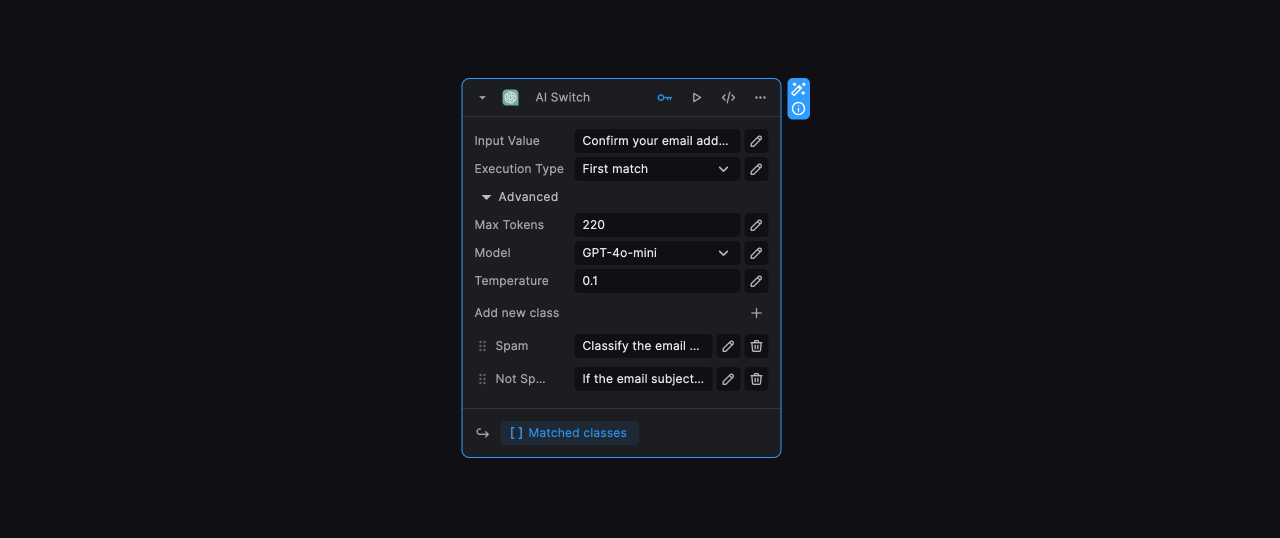 AI Switch
Input Value Confirm your email add...
Execution Type First match
Advanced
Max Tokens 220
Model GPT-4o-mini
Temperature 0.1
Add new class
Spam Classify the email ...
Not Sp... If the email subject...
[ ] Matched classes